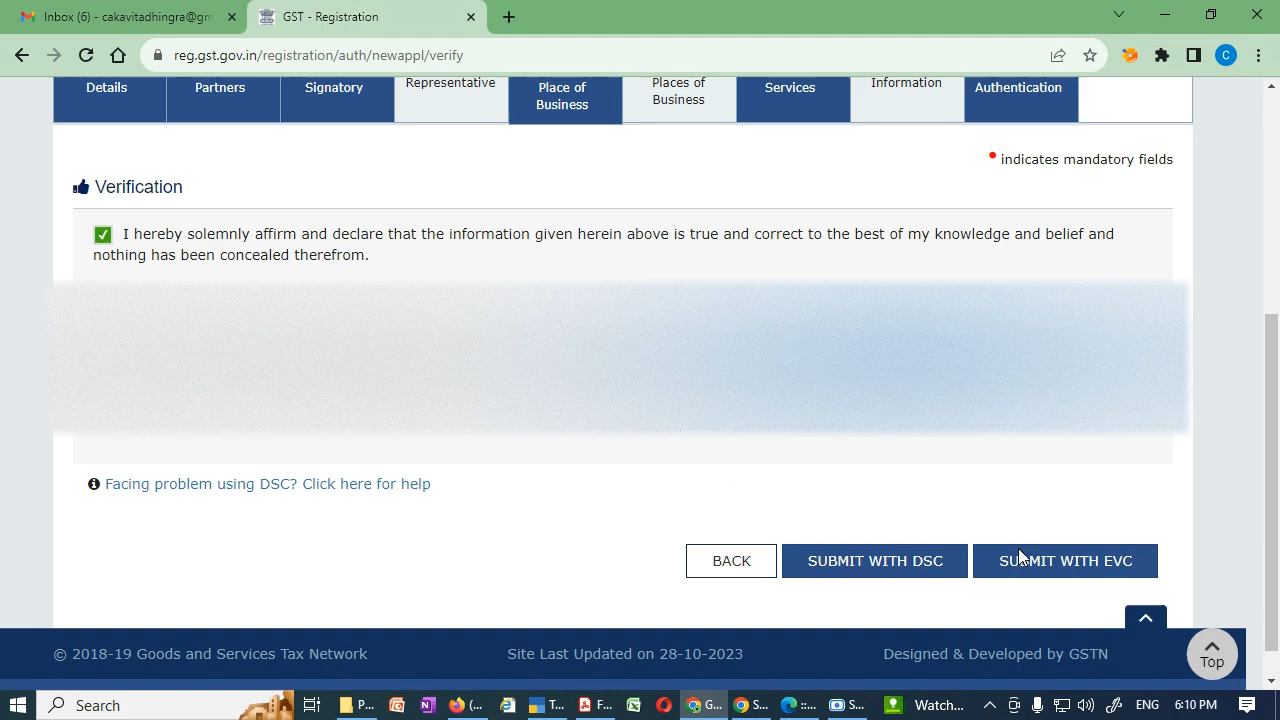 Inbox (6) - cakavitadhingra@gm
GST - Registration
reg.gst.gov.in/registration/auth/newappl/verify
C
Details
Partners
Signatory
Representative
Place of
Business
Places of
Business
Services
Information
Authentication
• indicates mandatory fields
Verification
I hereby solemnly affirm and declare that the information given herein above is true and correct to the best of my knowledge and belief and
nothing has been concealed therefrom.
Facing problem using DSC? Click here for help
BACK
SUBMIT WITH DSC
SUBMIT WITH EVC
© 2018-19 Goods and Services Tax Network
Site Last Updated on 28-10-2023
Designed & Developed by GSTN
Top
Search
P...
(...
T...
F...
G...
S...
::...
S...
Watch...
ENG
6:10 PM